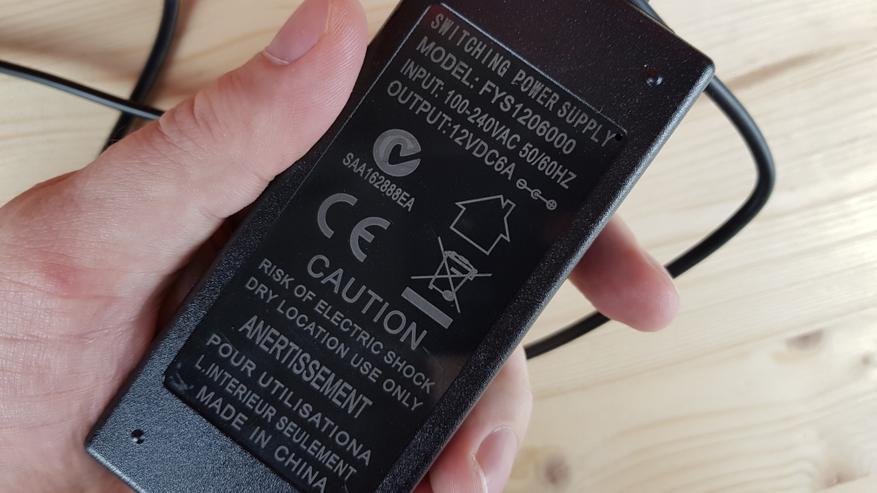 SWITCHING POWER SUPPLY
MODEL: FYS1206000
INPUT: 100-240VAC 50/60HZ
OUTPUT:12VDC6A
SAA162888EA
CE
CAUTION
RISK OF ELECTRIC SHOCK
DRY LOCATION USE ONLY
ANERTISSEMENT
POUR UTILISATIONA
L.INTERIEUR SEULEMENT
MADE IN CHINA